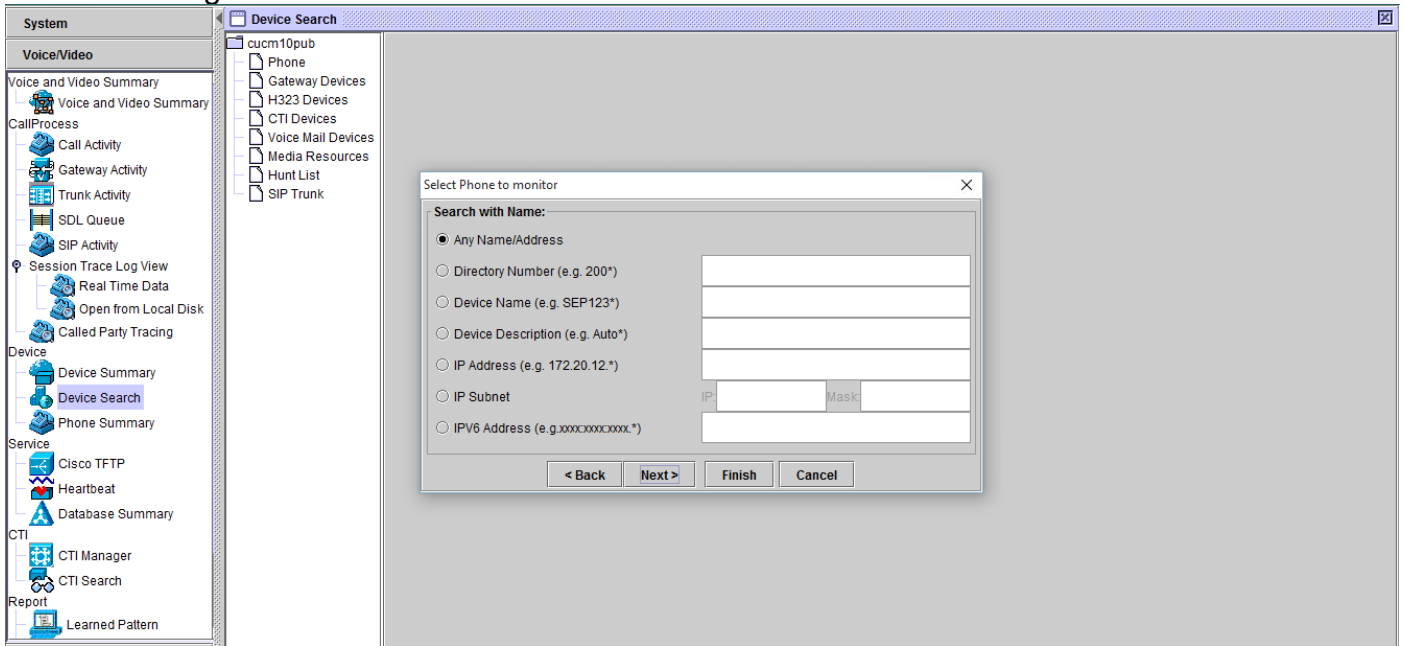 System
Voice/Video
Voice and Video Summary
Voice and Video Summary
CallProcess
Call Activity
Gateway Activity
Trunk Activity
SDL Queue
SIP Activity
Session Trace Log View
Real Time Data
Open from Local Disk
Called Party Tracing
Device
Device Summary
Device Search
Phone Summary
Service
Cisco TFTP
Heartbeat
Database Summary
CTI
CTI Manager
CTI Search
Report
Learned Pattern
Device Search
cucm10pub
Phone
Gateway Devices
H323 Devices
CTI Devices
Voice Mail Devices
Media Resources
Hunt List
SIP Trunk
Select Phone to monitor
Search with Name:
Any Name/Address
Directory Number (e.g. 200*)
Device Name (e.g. SEP123*)
Device Description (e.g. Auto*)
IP Address (e.g. 172.20.12.*)
IP Subnet IP: Mask:
IPV6 Address (e.g.xxxx:xxxx:xxxx.*)
< Back Next > Finish Cancel